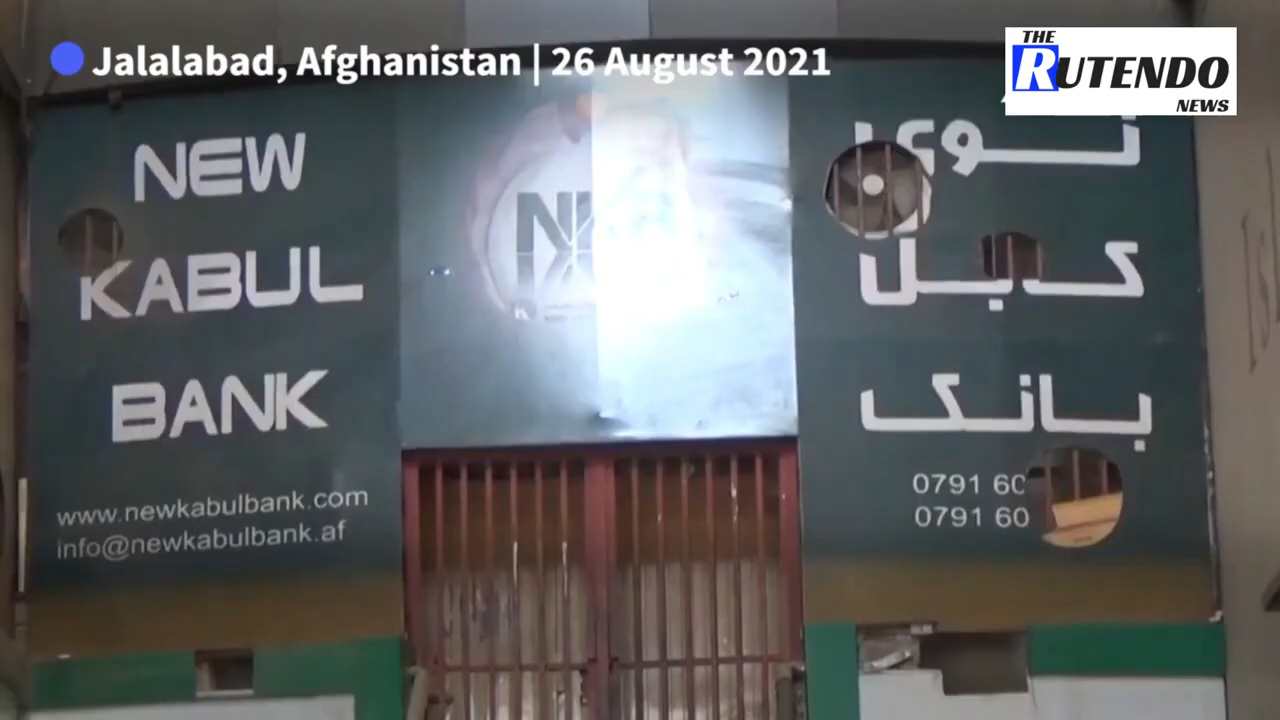 Jalalabad, Afghanistan | 26 August 2021
THE
RUTENDO
NEWS
NEW
KABUL
BANK
www.newkabulbank.com
info@newkabulbank.af
نوی
کابل
بانک
0791 60
0791 60